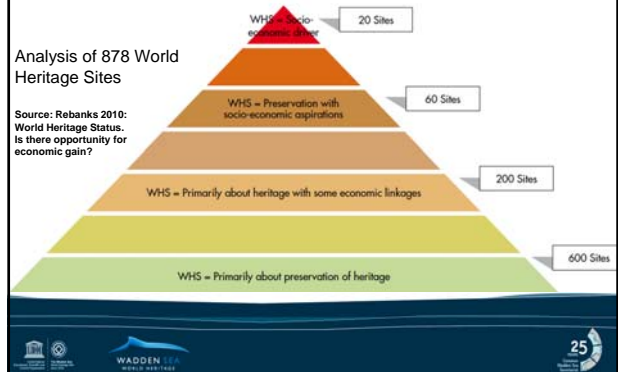 Analysis of 878 World
Heritage Sites
Source: Rebanks 2010:
World Heritage Status.
Is there opportunity for
economic gain?
WHS = Socio-
economic driver
20 Sites
WHS = Preservation with
socio-economic aspirations
60 Sites
200 Sites
WHS = Primarily about heritage with some economic linkages
600 Sites
WHS = Primarily about preservation of heritage
WADDEN SEA
WORLD HERITAGE
25